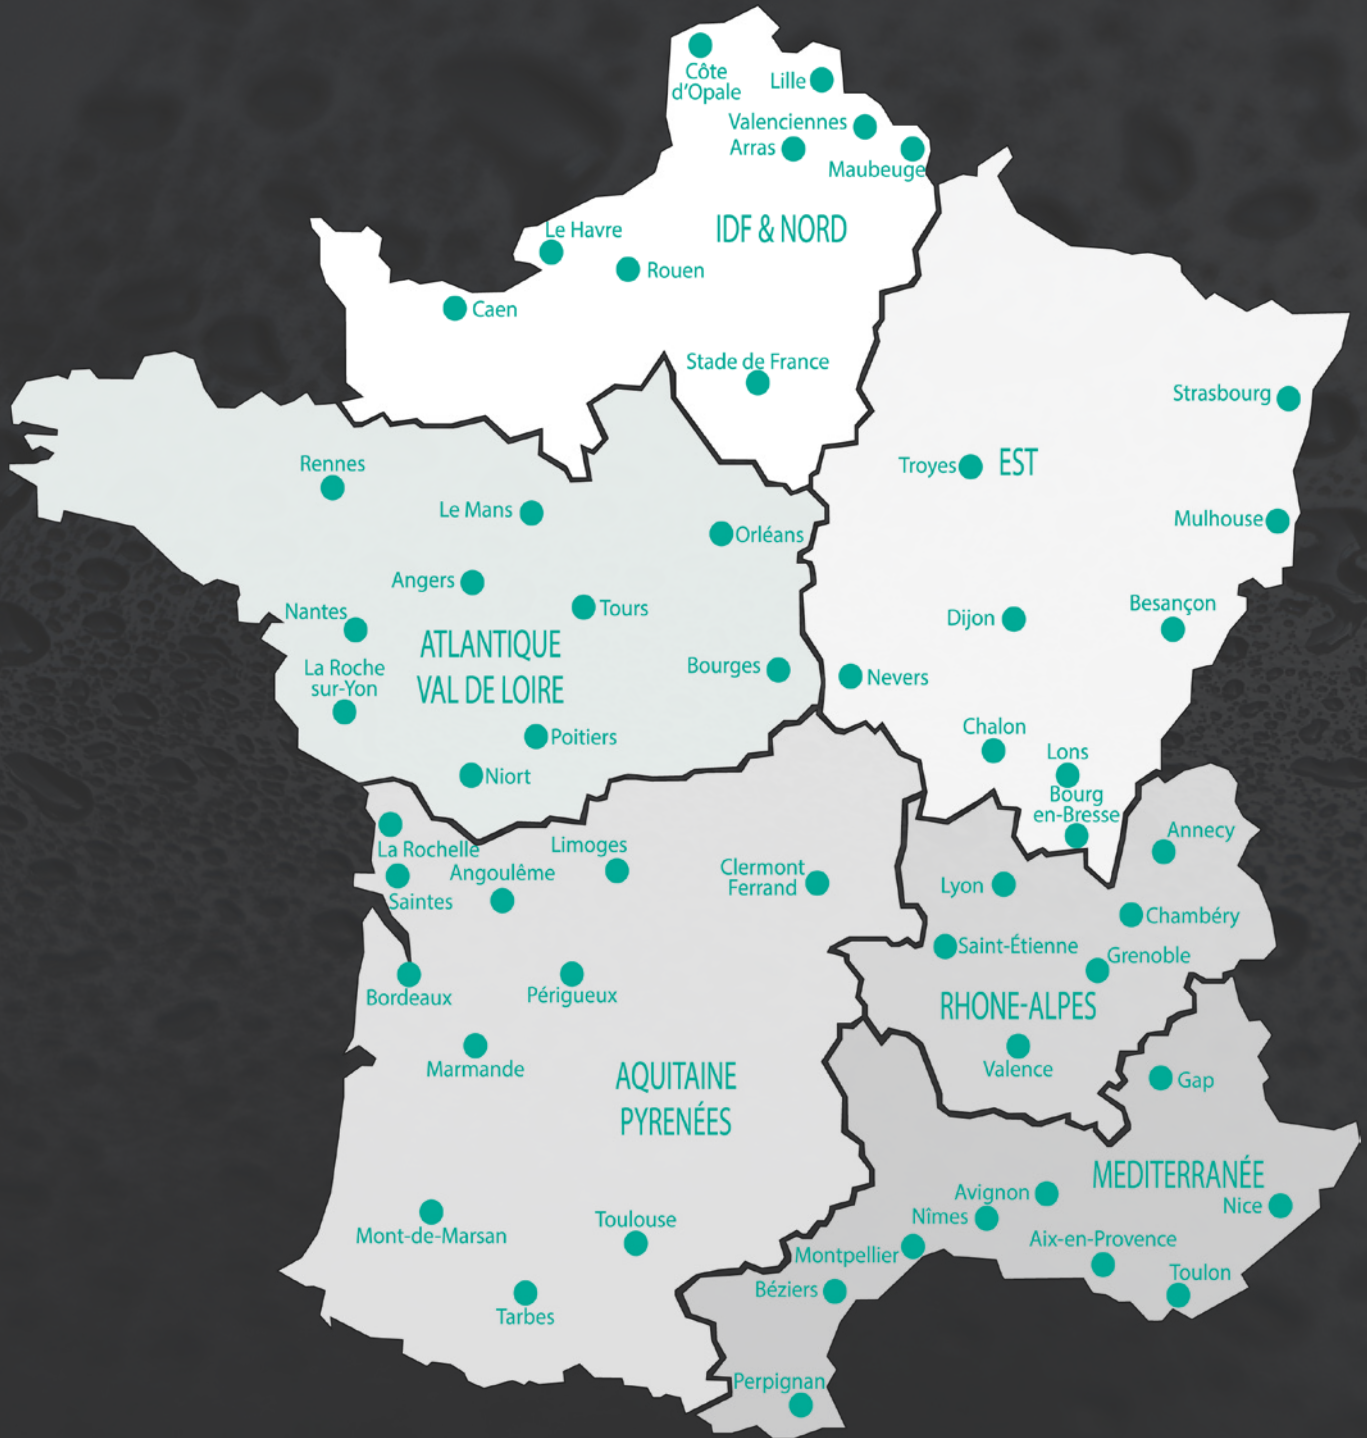 Côte
d'Opale
Lille
Valenciennes
Arras
Maubeuge
IDF & NORD
Le Havre
Rouen
Caen
Stade de France
Strasbourg
Troyes
EST
Rennes
Le Mans
Orléans
Mulhouse
Angers
Tours
Nantes
Dijon
Besançon
ATLANTIQUE
VAL DE LOIRE
La Roche
sur-Yon
Bourges
Nevers
Poitiers
Chalon
Niort
Lons
Bourg
en-Bresse
La Rochelle
Limoges
Annecy
Angoulême
Saintes
Clermont
Ferrand
Lyon
Chambéry
Saint-Étienne
Grenoble
Bordeaux
Périgueux
RHONE-ALPES
Marmande
Valence
AQUITAINE
PYRENÉES
Gap
MEDITERRANÉE
Avignon
Nîmes
Nice
Mont-de-Marsan
Toulouse
Aix-en-Provence
Montpellier
Toulon
Béziers
Tarbes
Perpignan